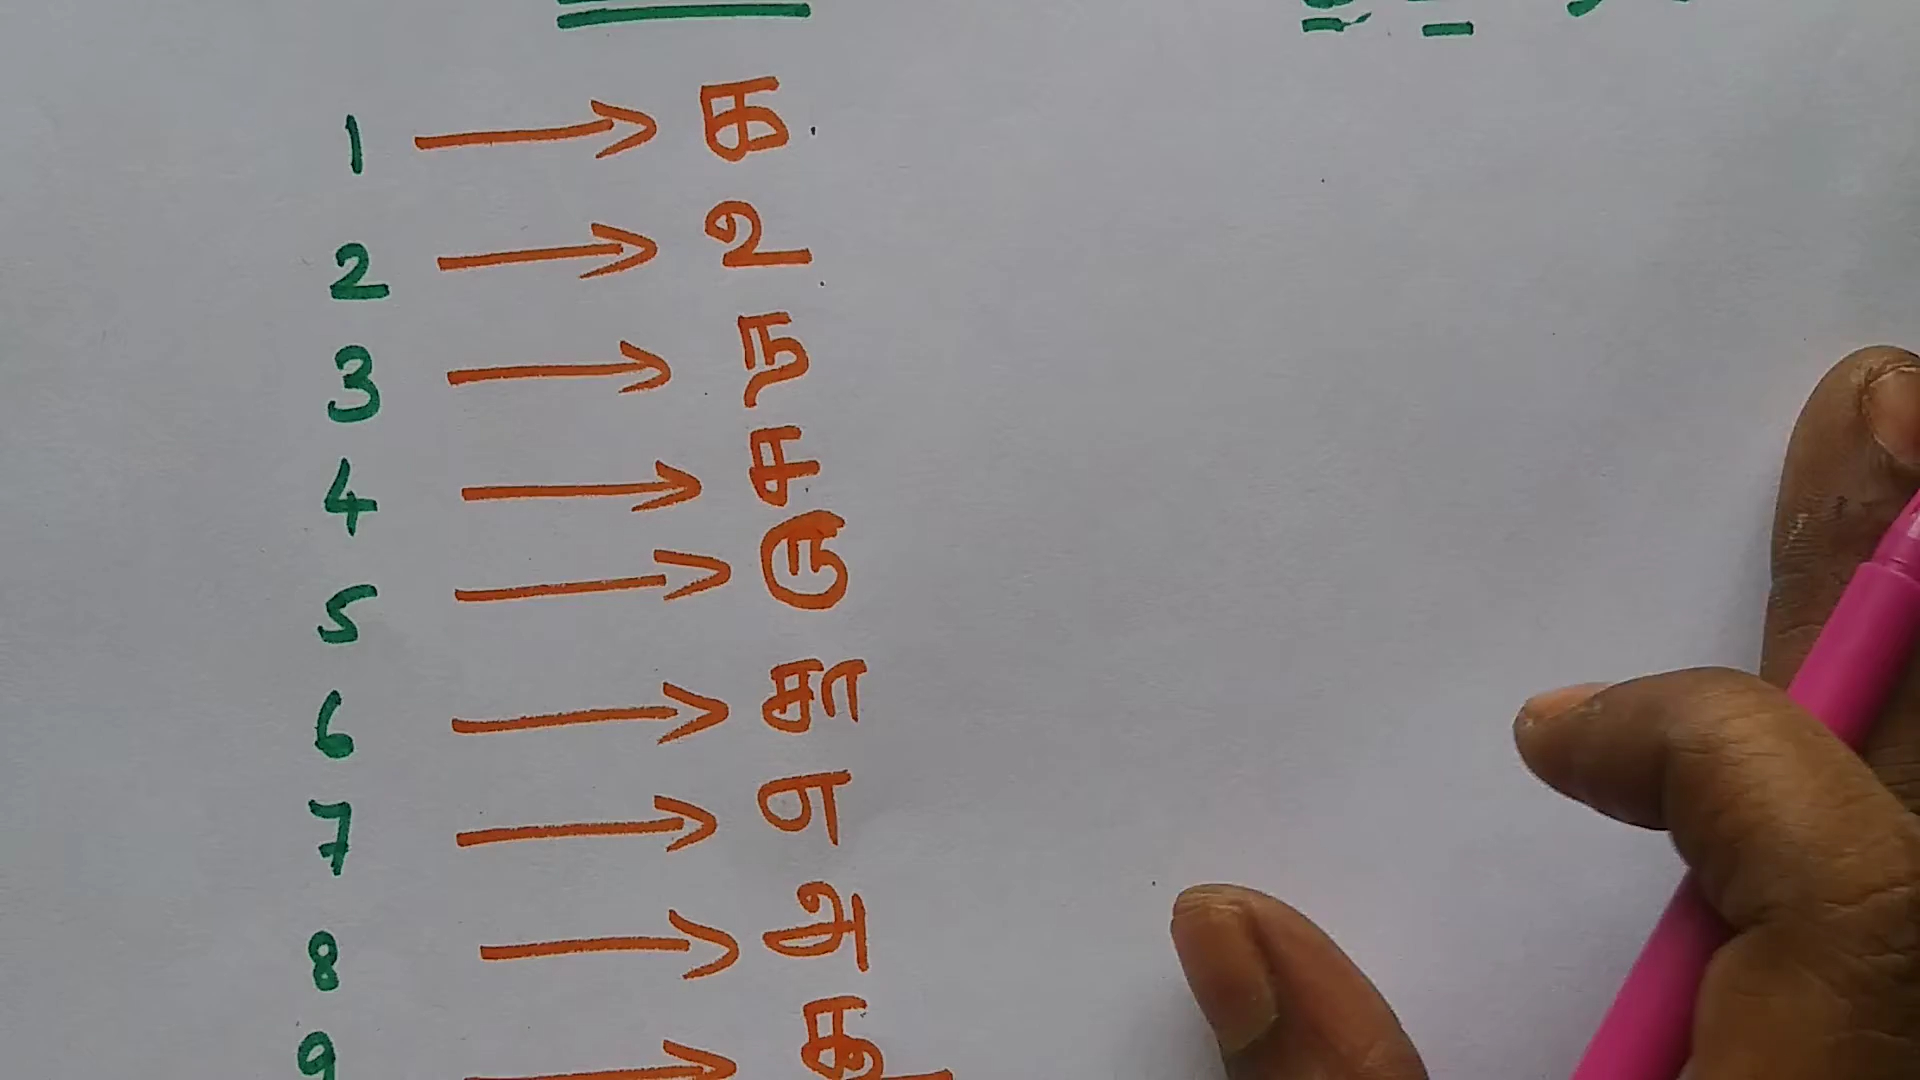 1 → க
2 → உ
3 → ந
4 → ச
5 → ரு
6 → சா
7 → எ
8 → அ
9 → கூ